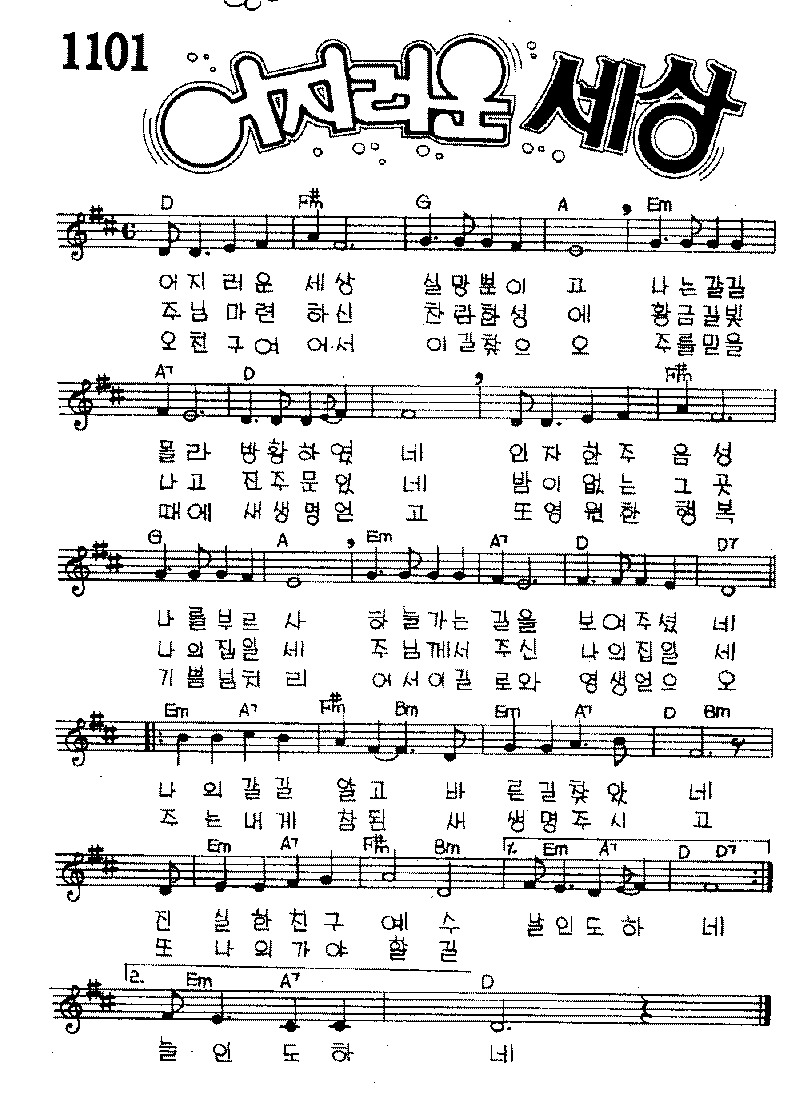 1101
어지러운 세상
D F#m G A Em
어지 러운 세상 실망뿐이 고 나는갈길
주님 마련 하신 찬란한성 에 황금길빛
오친 구여 어서 이길찾으 오 주를믿을
A7 D F#m
몰라 방황하였 네 인자한주 음성
나고 진주문있 네 밤이없는 그곳
때에 새생명얻 고 또영원한 행복
G A Em A7 D D7
나를부르 사 하늘가는 길을 보여주셨 네
나의집일 세 주님께서 주신 나의집일 세
기쁨넘치 리 어서이길 로와 영생얻으 오
Em A7 F#m Bm Em A7 D Bm
나의갈길 알고 바른길찾았 네
주는내게 참된 새생명주시 고
Em A7 F#m Bm 1. Em A7 D D7
진실한친구 예수 날인도하 네
또나의가야 할길
2. Em A7 D
늘인도하 네